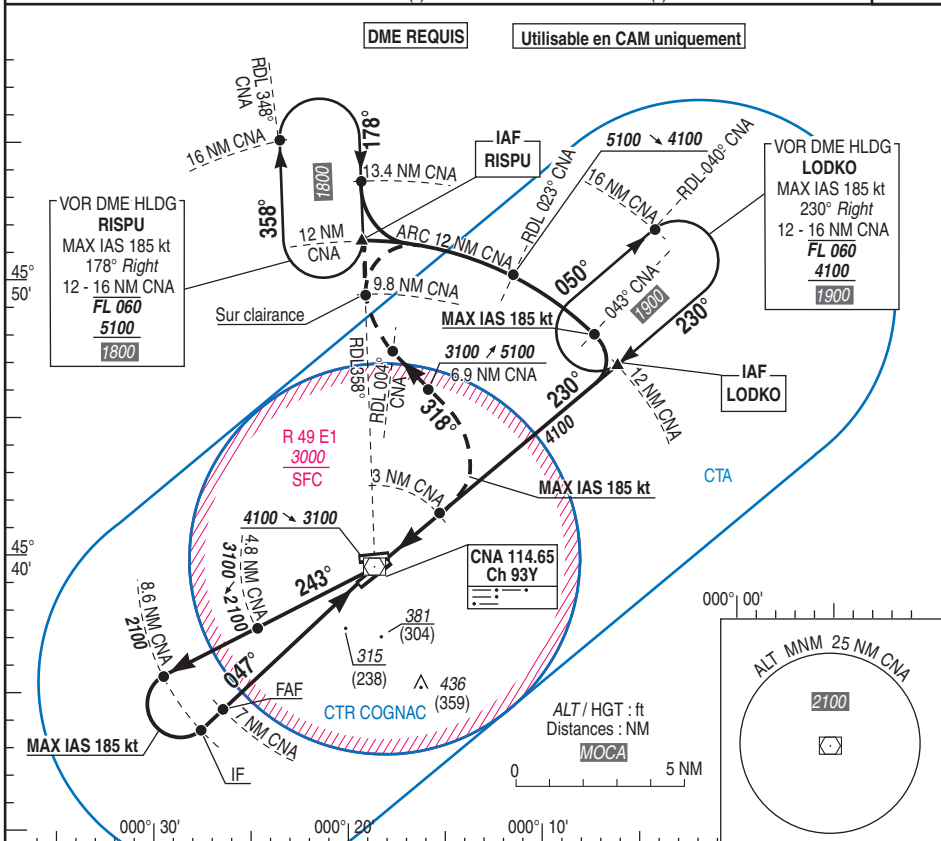 DME REQUIS
Utilisable en CAM uniquement
RDL 348°
CNA
16 NM CNA
178°
358°
1800
13.4 NM CNA
IAF
RISPU
12 NM
CNA
ARC 12 NM CNA
RDL 023° CNA
5100 ↘ 4100
16 NM CNA
RDL 040° CNA
VOR DME HLDG
LODKO
MAX IAS 185 kt
230° Right
12 - 16 NM CNA
FL 060
4100
1900
VOR DME HLDG
RISPU
MAX IAS 185 kt
178° Right
12 - 16 NM CNA
FL 060
5100
1800
45°
50'
9.8 NM CNA
Sur clairance
050°
043° CNA
1900
230°
MAX IAS 185 kt
3100 ↗ 5100
6.9 NM CNA
RDL358°
RDL 004°
CNA
318°
230°
4100
12 NM CNA
IAF
LODKO
R 49 E1
3000
SFC
3 NM CNA
MAX IAS 185 kt
CTA
4100 ↘ 3100
45°
40'
CNA 114.65
Ch 93Y
4.8 NM CNA
3100 ↘ 2100
243°
8.6 NM CNA
2100
047°
381
(304)
315
(238)
436
(359)
FAF
7 NM CNA
CTR COGNAC
MAX IAS 185 kt
IF
ALT / HGT : ft
Distances : NM
MOCA
0
5 NM
000° 00'
ALT MNM 25 NM CNA
2100
000° 30'
000° 20'
000° 10'